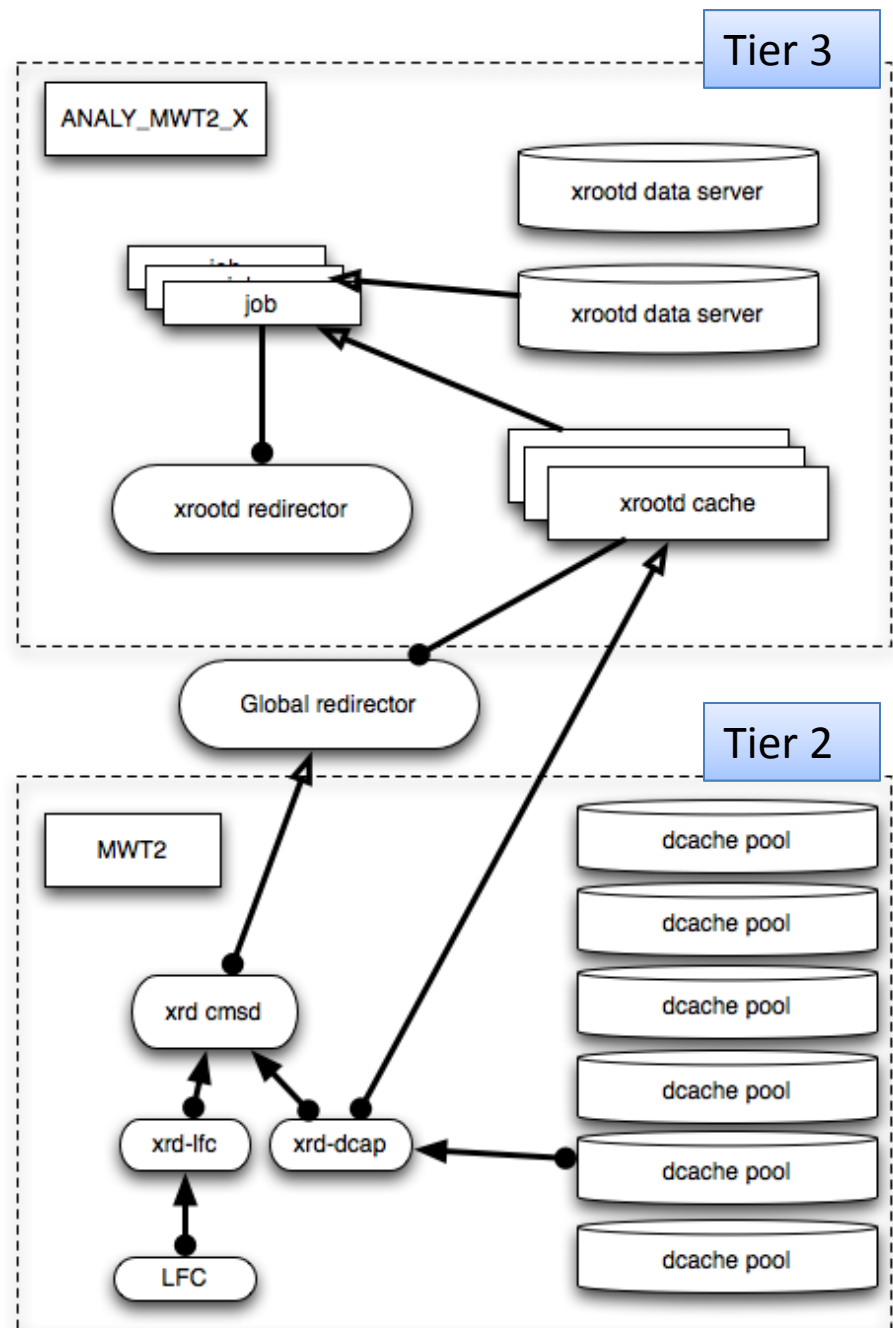 Tier 3
ANALY_MWT2_X
xrootd data server
job
xrootd data server
xrootd cache
xrootd redirector
Global redirector
Tier 2
MWT2
dcache pool
dcache pool
dcache pool
xrd cmsd
dcache pool
xrd-lfc
xrd-dcap
dcache pool
dcache pool
LFC